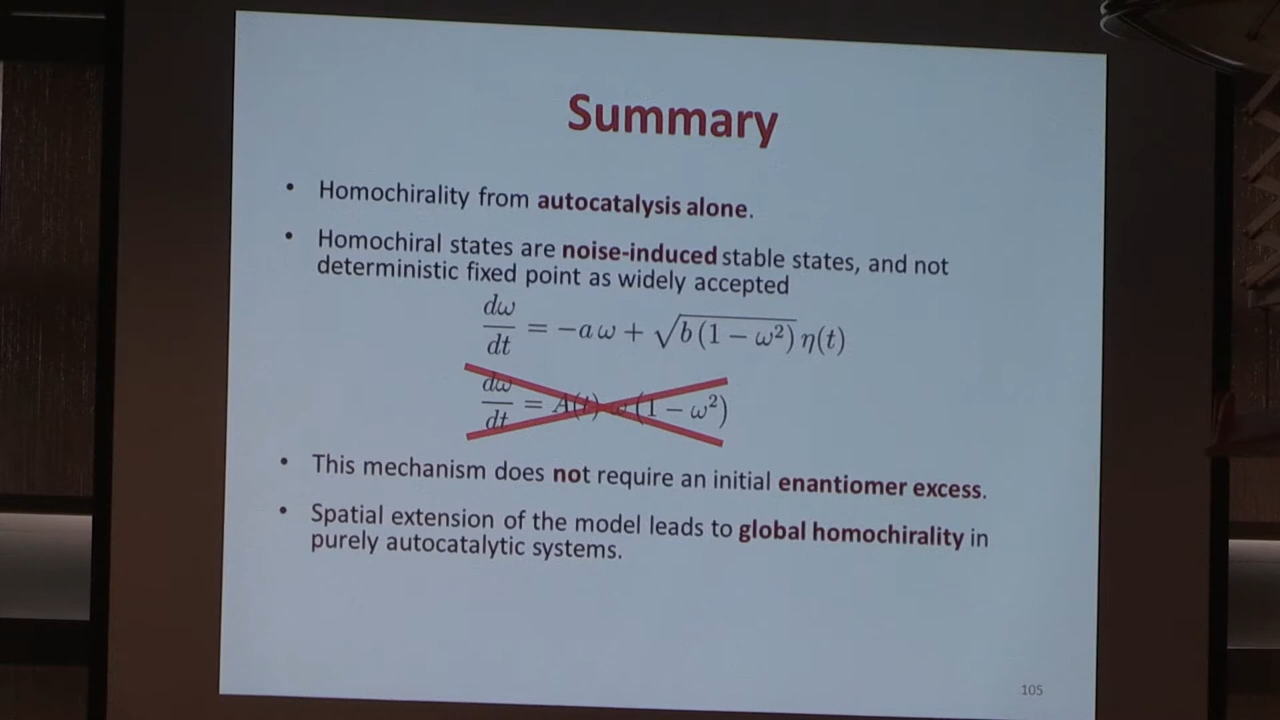 Summary
• Homochirality from autocatalysis alone.
• Homochiral states are noise-induced stable states, and not
deterministic fixed point as widely accepted
dω/dt = −a ω + √(b(1 − ω²)) η(t)
dω/dt = A(t) ω (1 − ω²)
• This mechanism does not require an initial enantiomer excess.
• Spatial extension of the model leads to global homochirality in
purely autocatalytic systems.
105